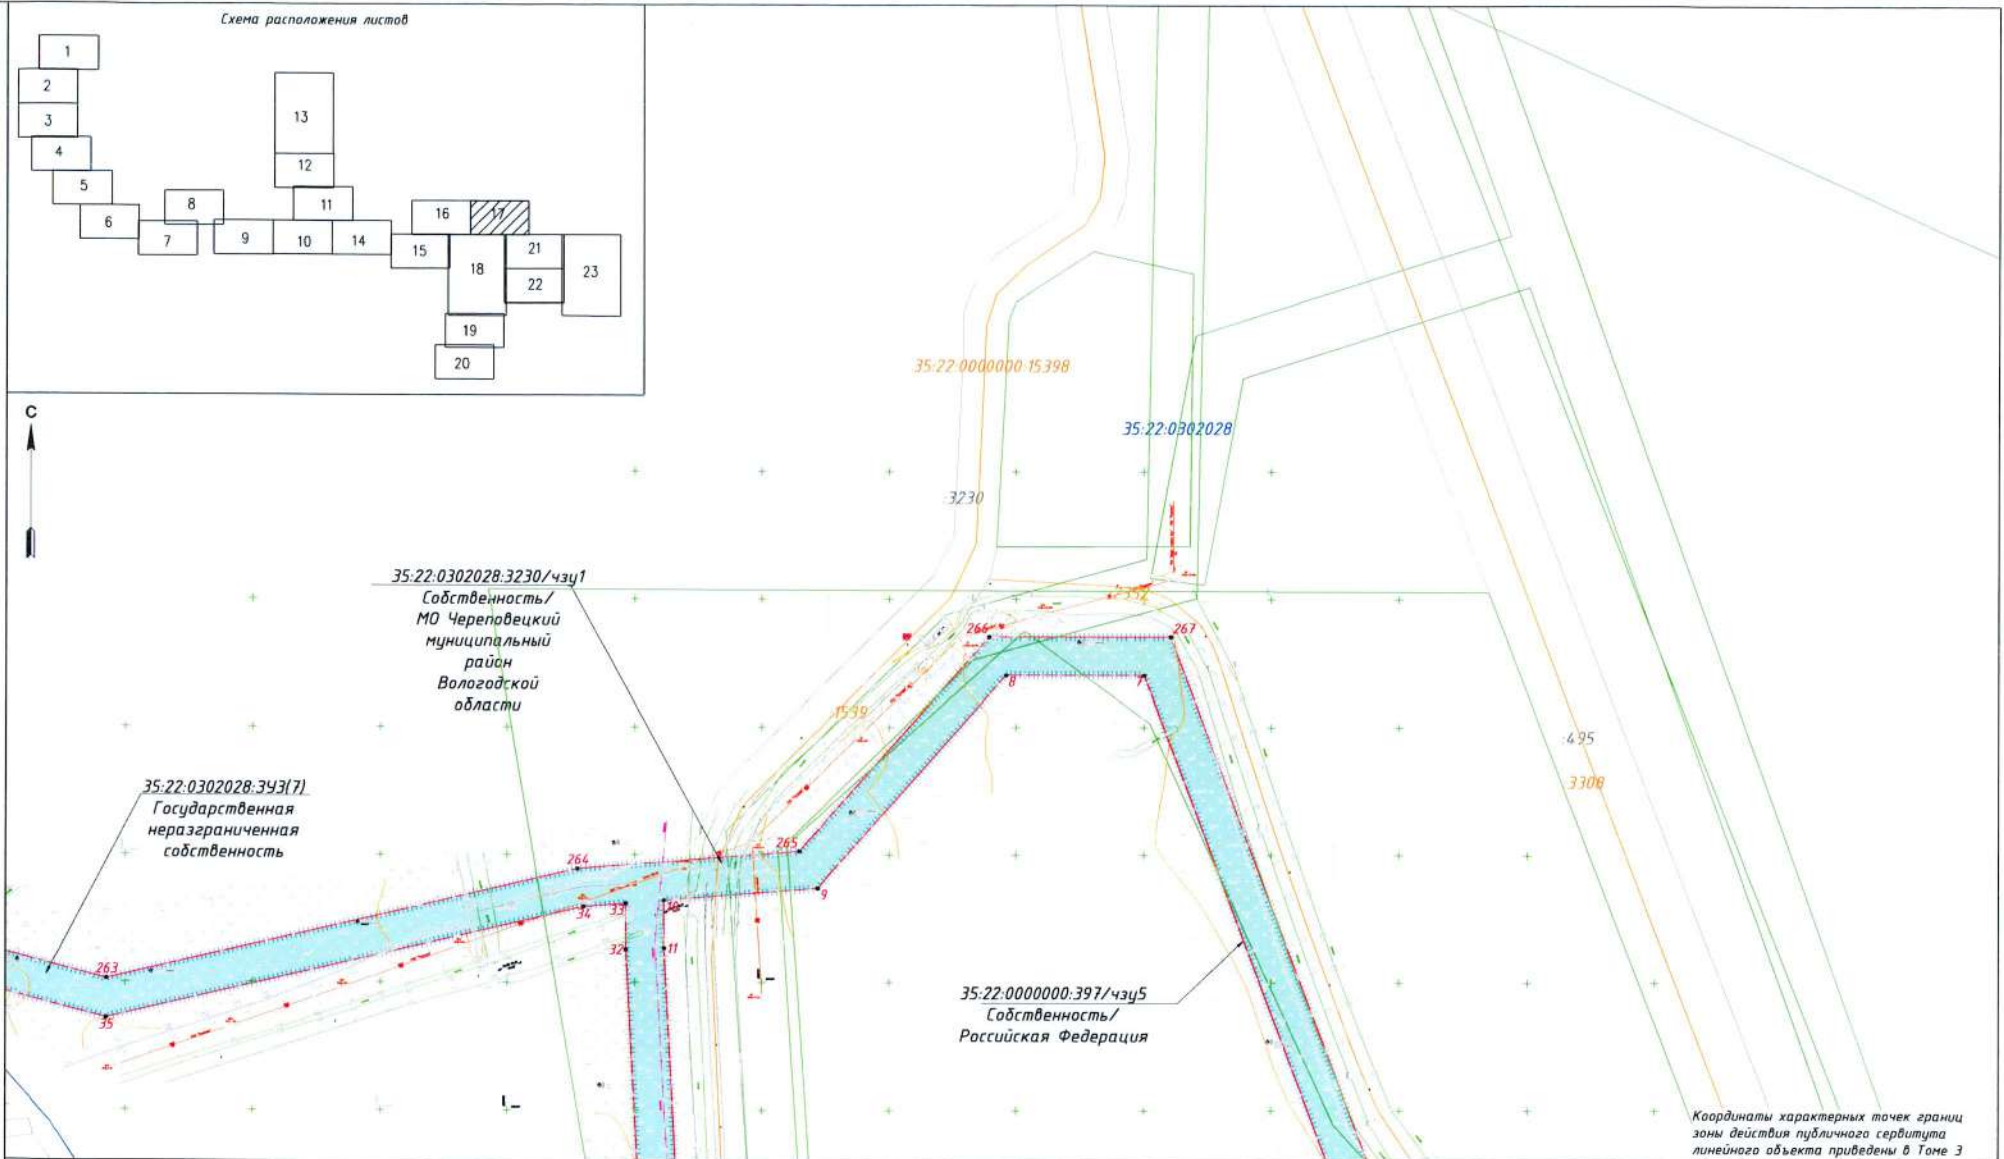 Схема расположения листов
1
2
3
4
5
6
7
8
9
10
11
12
13
14
15
16
17
18
19
20
21
22
23
С
35:22:0000000:15398
35:22:0302028
:3230
35:22:0302028:3230/чзу1
Собственность/
МО Череповецкий
муниципальный
район
Вологодской
области
266
267
8
7
:1539
:495
3308
35:22:0302028:ЗУ3(7)
Государственная
неразграниченная
собственность
265
264
9
34
33
10
32
11
263
35
35:22:0000000:397/чзу5
Собственность/
Российская Федерация
Координаты характерных точек границ
зоны действия публичного сервитута
линейного объекта приведены в Томе 3